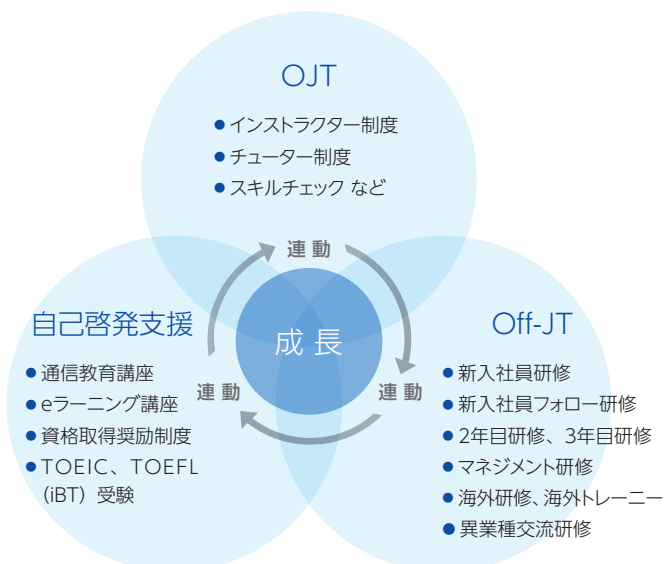 OJT
● インストラクター制度
● チューター制度
● スキルチェック など
連動
成長
自己啓発支援
● 通信教育講座
● eラーニング講座
● 資格取得奨励制度
● TOEIC、TOEFL
（iBT）受験
連動
Off-JT
● 新入社員研修
● 新入社員フォロー研修
● 2年目研修、3年目研修
● マネジメント研修
● 海外研修、海外トレーニー
● 異業種交流研修
連動